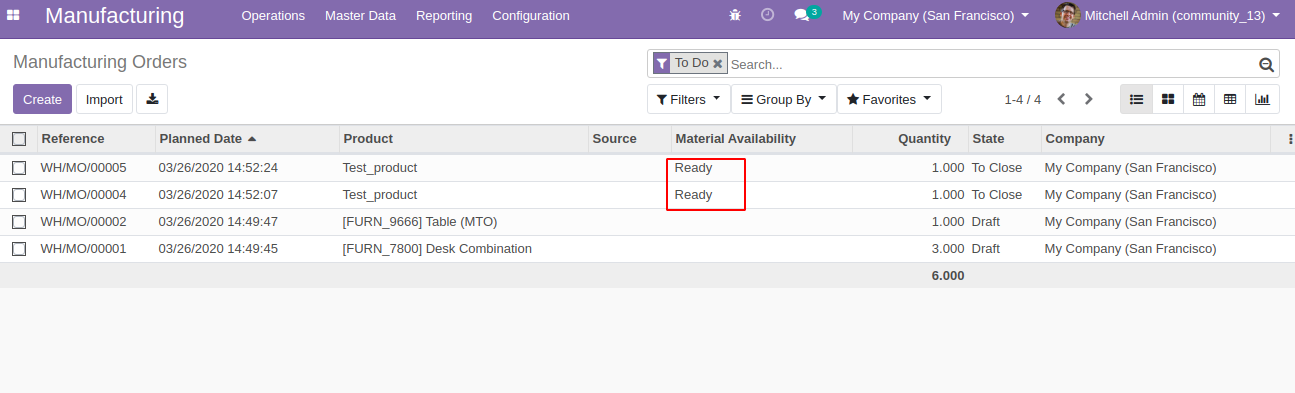 Manufacturing Operations Master Data Reporting Configuration 3 My Company (San Francisco) Mitchell Admin (community_13)
Manufacturing Orders To Do Search...
Create Import Filters Group By Favorites 1-4 / 4
Reference Planned Date Product Source Material Availability Quantity State Company
WH/MO/00005 03/26/2020 14:52:24 Test_product Ready 1.000 To Close My Company (San Francisco)
WH/MO/00004 03/26/2020 14:52:07 Test_product Ready 1.000 To Close My Company (San Francisco)
WH/MO/00002 03/26/2020 14:49:47 [FURN_9666] Table (MTO) 1.000 Draft My Company (San Francisco)
WH/MO/00001 03/26/2020 14:49:45 [FURN_7800] Desk Combination 3.000 Draft My Company (San Francisco)
6.000